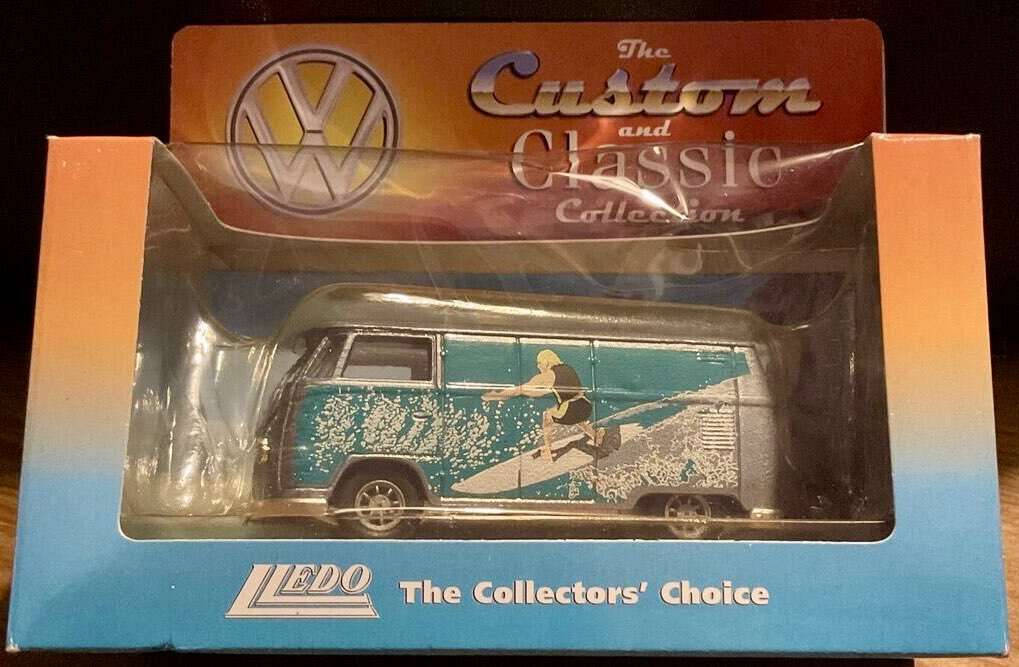 The
Custom
and
Classic
Collection
LLEDO The Collectors' Choice